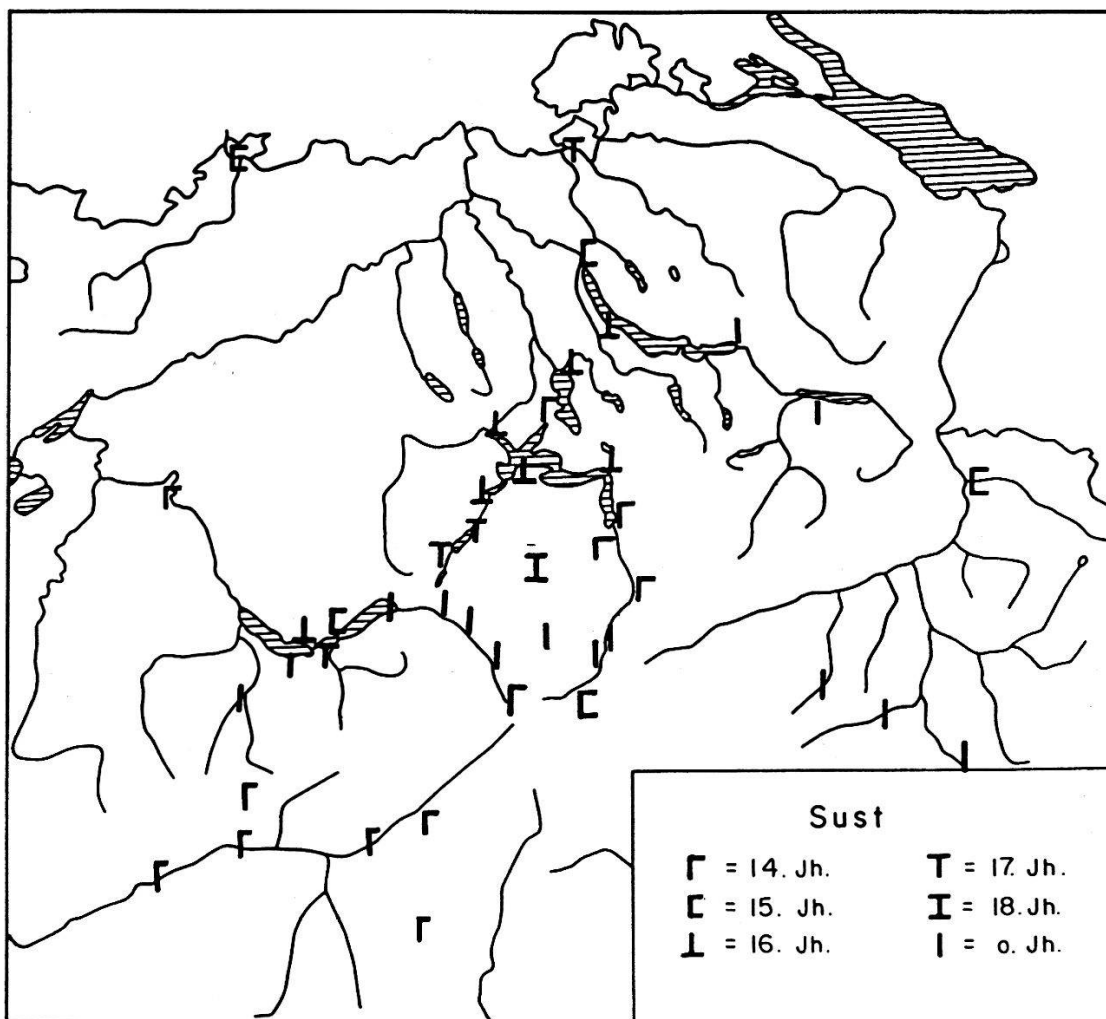 Sust
Γ = 14. Jh.
C = 15. Jh.
⊥ = 16. Jh.
T = 17. Jh.
I = 18. Jh.
| = o. Jh.